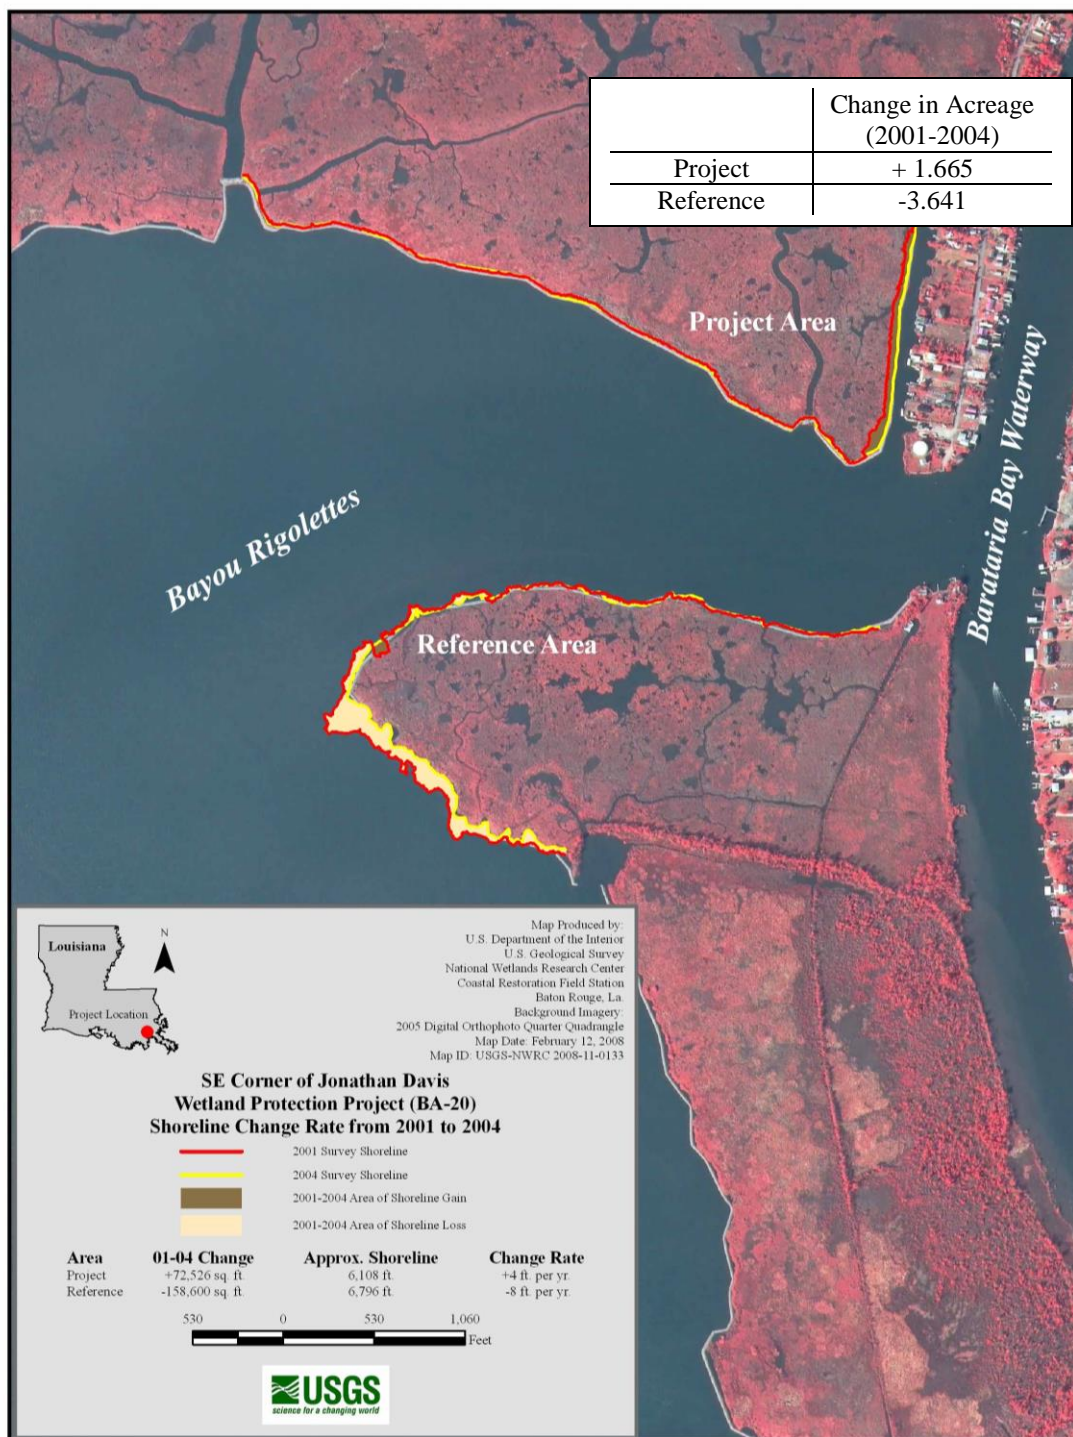 Change in Acreage
(2001-2004)
Project + 1.665
Reference -3.641
Project Area
Barataria Bay Waterway
Bayou Rigolettes
Reference Area
Louisiana
N
Project Location
Map Produced by:
U.S. Department of the Interior
U.S. Geological Survey
National Wetlands Research Center
Coastal Restoration Field Station
Baton Rouge, La.
Background Imagery:
2005 Digital Orthophoto Quarter Quadrangle
Map Date: February 12, 2008
Map ID: USGS-NWRC 2008-11-0133
SE Corner of Jonathan Davis
Wetland Protection Project (BA-20)
Shoreline Change Rate from 2001 to 2004
2001 Survey Shoreline
2004 Survey Shoreline
2001-2004 Area of Shoreline Gain
2001-2004 Area of Shoreline Loss
Area 01-04 Change Approx. Shoreline Change Rate
Project +72,526 sq. ft. 6,108 ft. +4 ft. per yr.
Reference -158,600 sq. ft. 6,796 ft. -8 ft. per yr.
530 0 530 1,060
Feet
USGS
science for a changing world